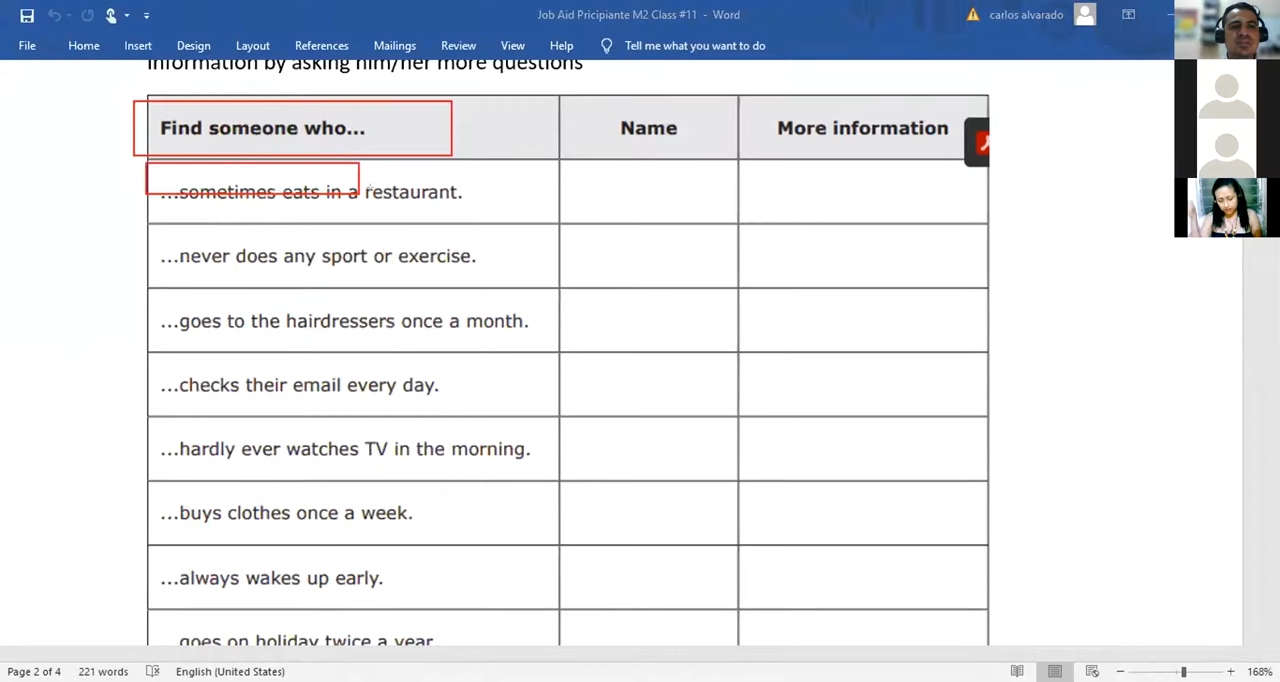 Job Aid Pricipiante M2 Class #11 - Word
carlos alvarado
File Home Insert Design Layout References Mailings Review View Help Tell me what you want to do
information by asking him/her more questions
Find someone who... Name More information
...sometimes eats in a restaurant.
...never does any sport or exercise.
...goes to the hairdressers once a month.
...checks their email every day.
...hardly ever watches TV in the morning.
...buys clothes once a week.
...always wakes up early.
...goes on holiday twice a year
Page 2 of 4 221 words English (United States) 168%